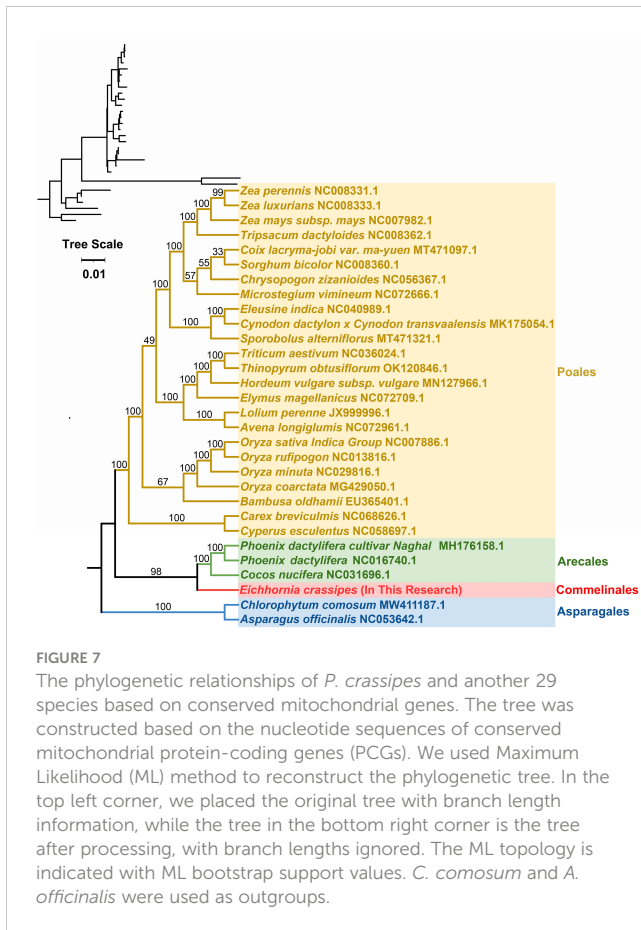 Tree Scale
0.01
99
100
100
100
33
55
57
100
100
100
100
49
100
100
100
100
100
100
100
100
100
100
67
100
100
100
100
98
100
Zea perennis NC008331.1
Zea luxurians NC008333.1
Zea mays subsp. mays NC007982.1
Tripsacum dactyloides NC008362.1
Coix lacryma-jobi var. ma-yuen MT471097.1
Sorghum bicolor NC008360.1
Chrysopogon zizanioides NC056367.1
Microstegium vimineum NC072666.1
Eleusine indica NC040989.1
Cynodon dactylon x Cynodon transvaalensis MK175054.1
Sporobolus alterniflorus MT471321.1
Triticum aestivum NC036024.1
Thinopyrum obtusiflorum OK120846.1
Hordeum vulgare subsp. vulgare MN127966.1
Elymus magellanicus NC072709.1
Lolium perenne JX999996.1
Avena longiglumis NC072961.1
Oryza sativa Indica Group NC007886.1
Oryza rufipogon NC013816.1
Oryza minuta NC029816.1
Oryza coarctata MG429050.1
Bambusa oldhamii EU365401.1
Carex breviculmis NC068626.1
Cyperus esculentus NC058697.1
Phoenix dactylifera cultivar Naghal MH176158.1
Phoenix dactylifera NC016740.1
Cocos nucifera NC031696.1
Eichhornia crassipes (In This Research)
Chlorophytum comosum MW411187.1
Asparagus officinalis NC053642.1
Poales
Arecales
Commelinales
Asparagales
FIGURE 7
The phylogenetic relationships of P. crassipes and another 29
species based on conserved mitochondrial genes. The tree was
constructed based on the nucleotide sequences of conserved
mitochondrial protein-coding genes (PCGs). We used Maximum
Likelihood (ML) method to reconstruct the phylogenetic tree. In the
top left corner, we placed the original tree with branch length
information, while the tree in the bottom right corner is the tree
after processing, with branch lengths ignored. The ML topology is
indicated with ML bootstrap support values. C. comosum and A.
officinalis were used as outgroups.